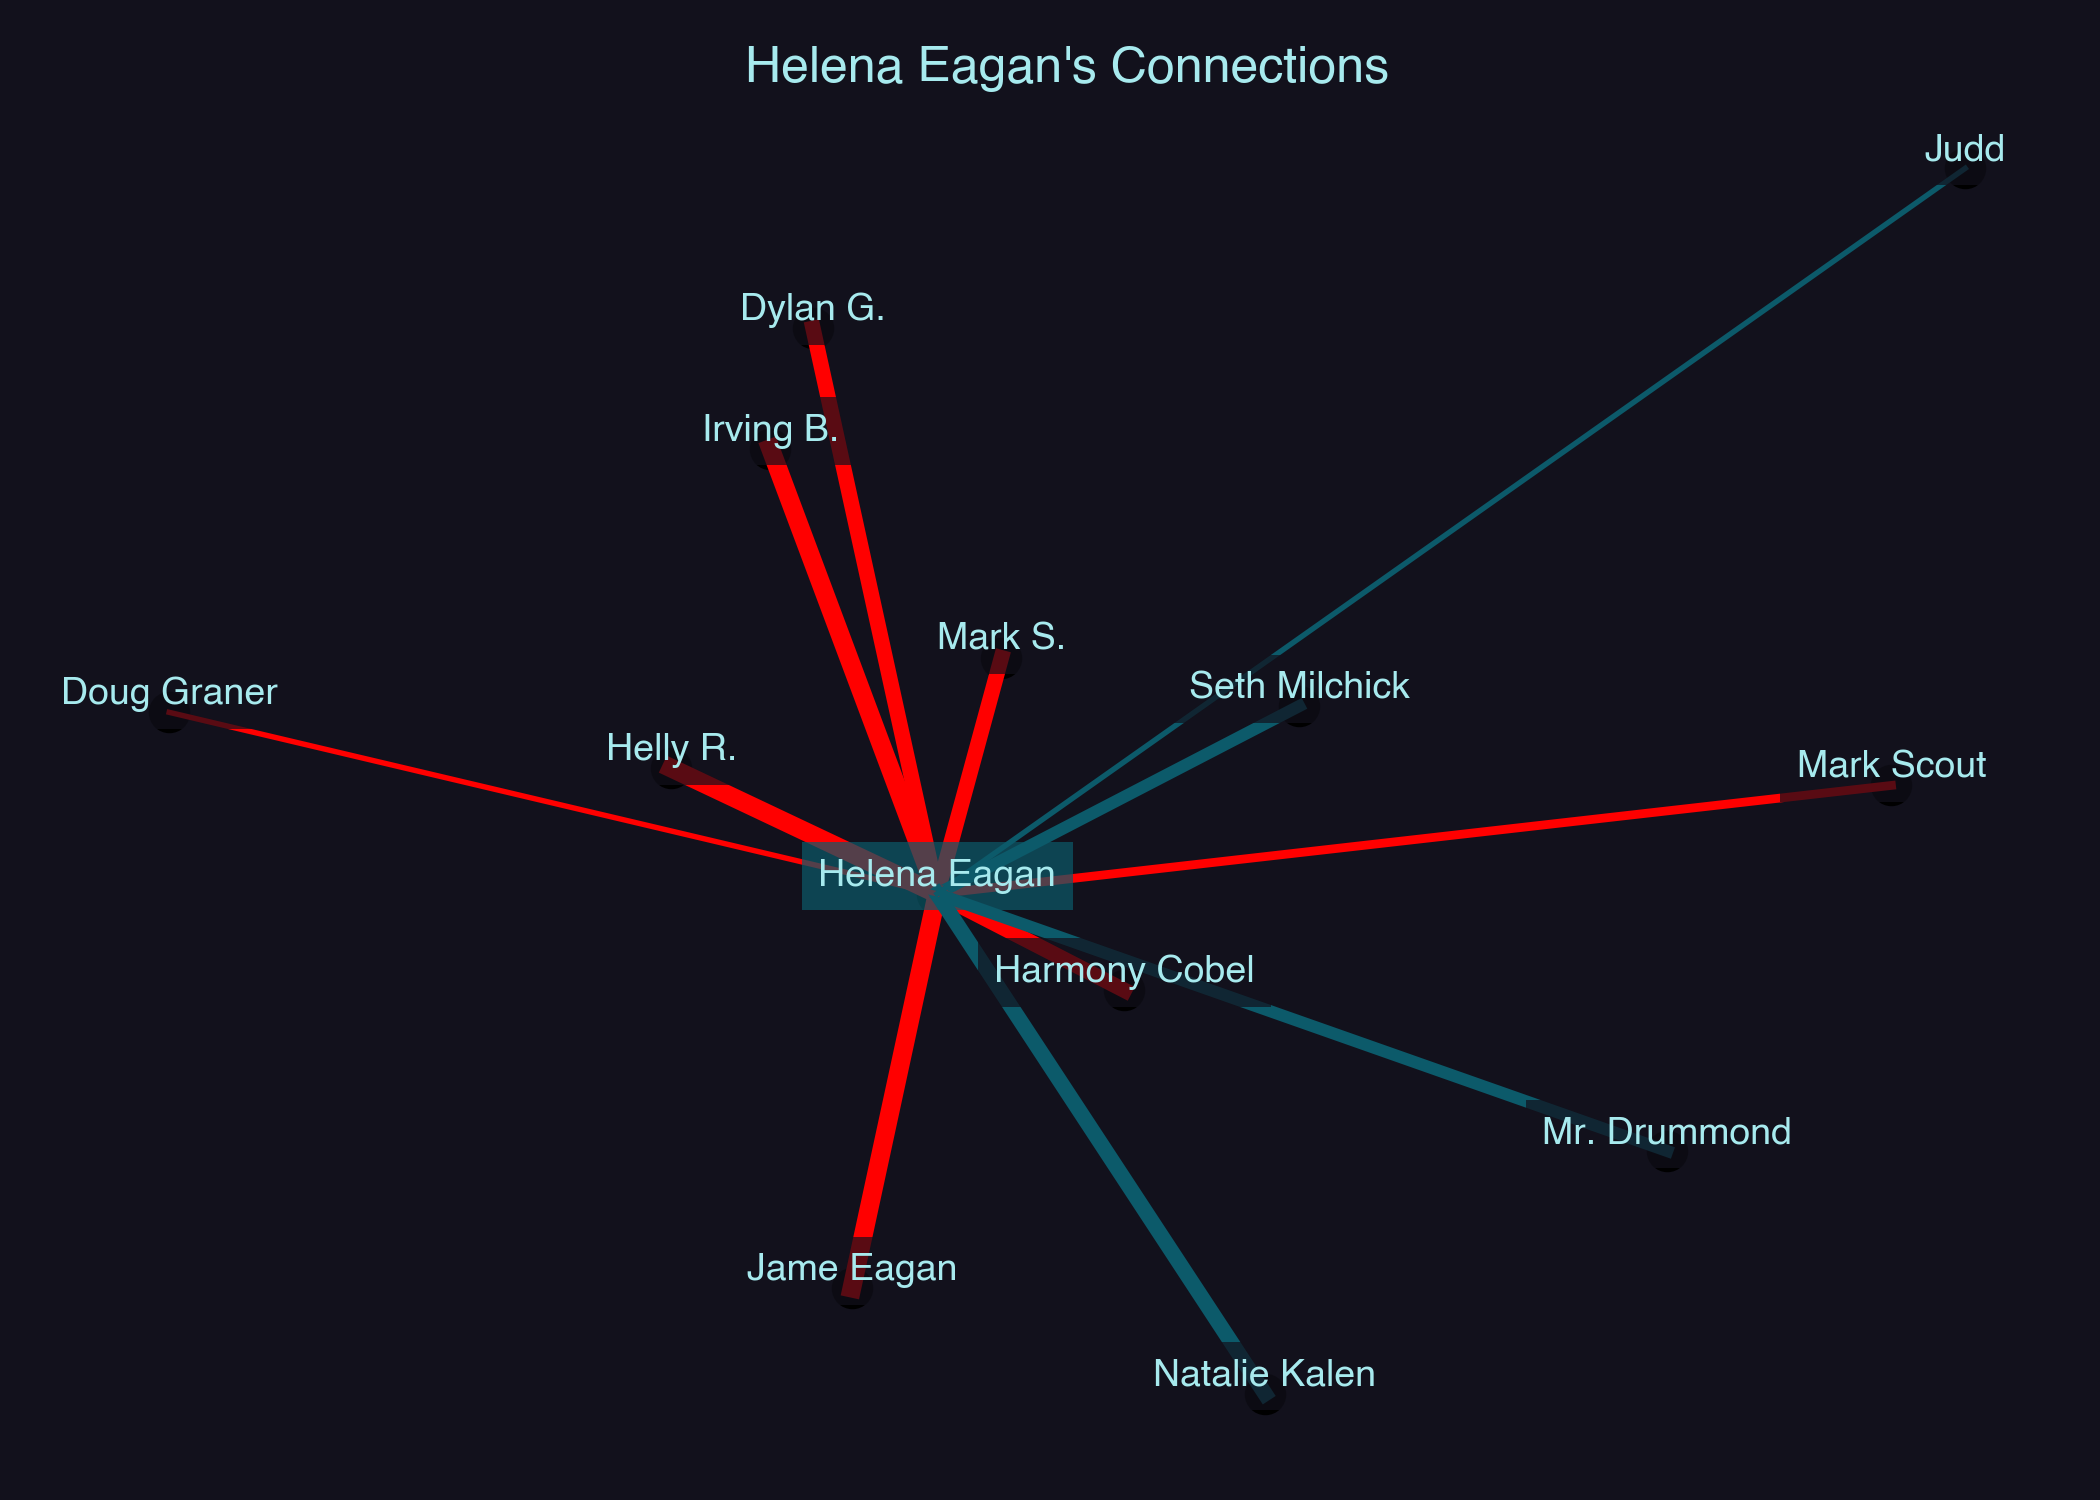 Helena Eagan's Connections
Judd
Dylan G.
Irving B.
Mark S.
Seth Milchick
Doug Graner
Helly R.
Mark Scout
Helena Eagan
Harmony Cobel
Mr. Drummond
Jame Eagan
Natalie Kalen